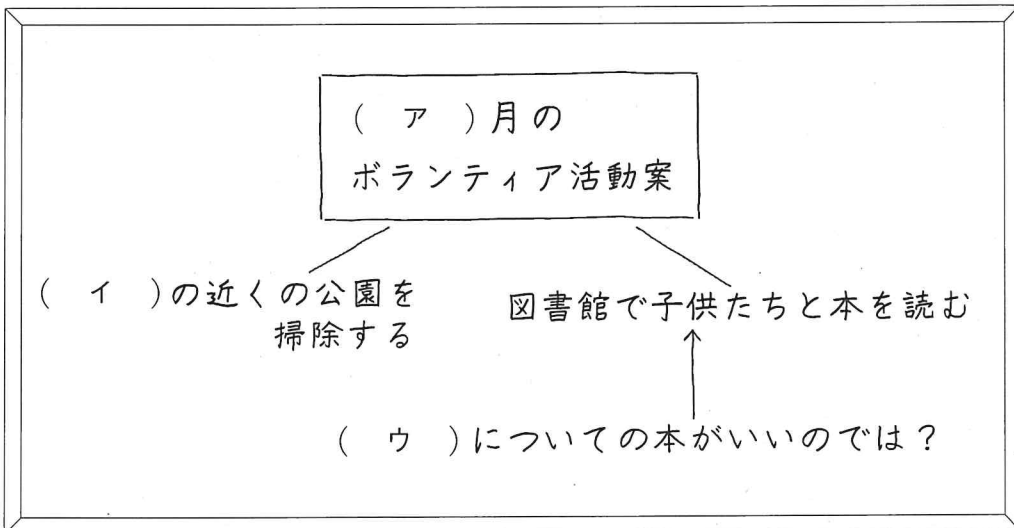 ( ア )月の
ボランティア活動案
( イ )の近くの公園を
掃除する
図書館で子供たちと本を読む
( ウ )についての本がいいのでは？